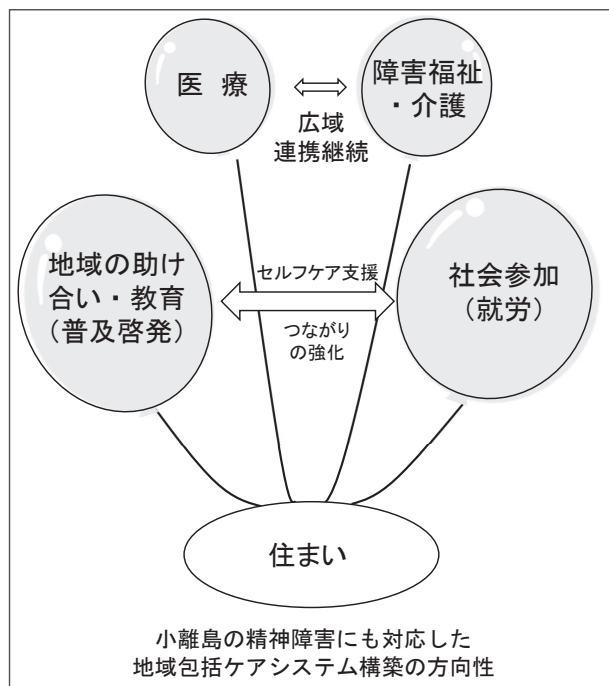 医 療
障害福祉
・介護
広域
連携継続
地域の助け
合い・教育
(普及啓発)
セルフケア支援
つながり
の強化
社会参加
(就労)
住まい
小離島の精神障害にも対応した
地域包括ケアシステム構築の方向性